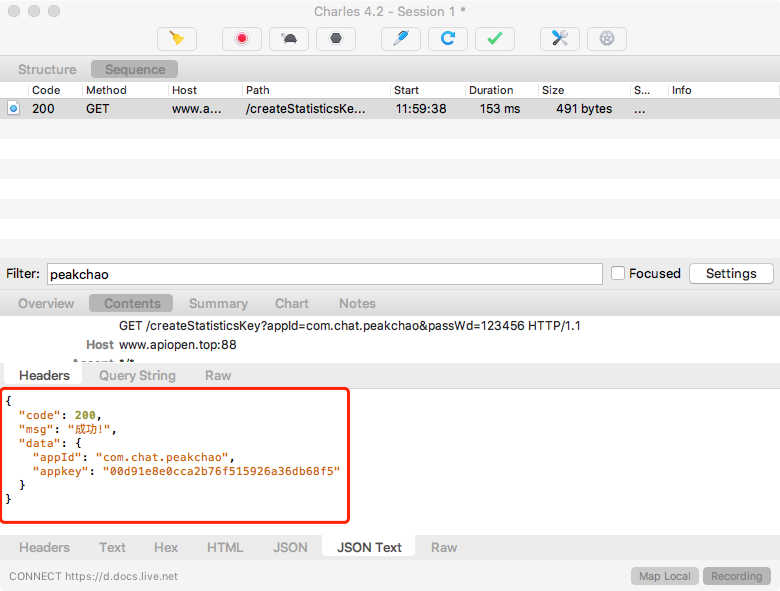 Charles 4.2 - Session 1 *
Structure Sequence
Code Method Host Path Start Duration Size S... Info
200 GET www.a... /createStatisticsKe... 11:59:38 153 ms 491 bytes ...
Filter: peakchao Focused Settings
Overview Contents Summary Chart Notes
GET /createStatisticsKey?appId=com.chat.peakchao&passWd=123456 HTTP/1.1
Host www.apiopen.top:88
Accept */*
Headers Query String Raw
{
"code": 200,
"msg": "成功!",
"data": {
"appId": "com.chat.peakchao",
"appkey": "00d91e8e0cca2b76f515926a36db68f5"
}
}
Headers Text Hex HTML JSON JSON Text Raw
CONNECT https://d.docs.live.net Map Local Recording